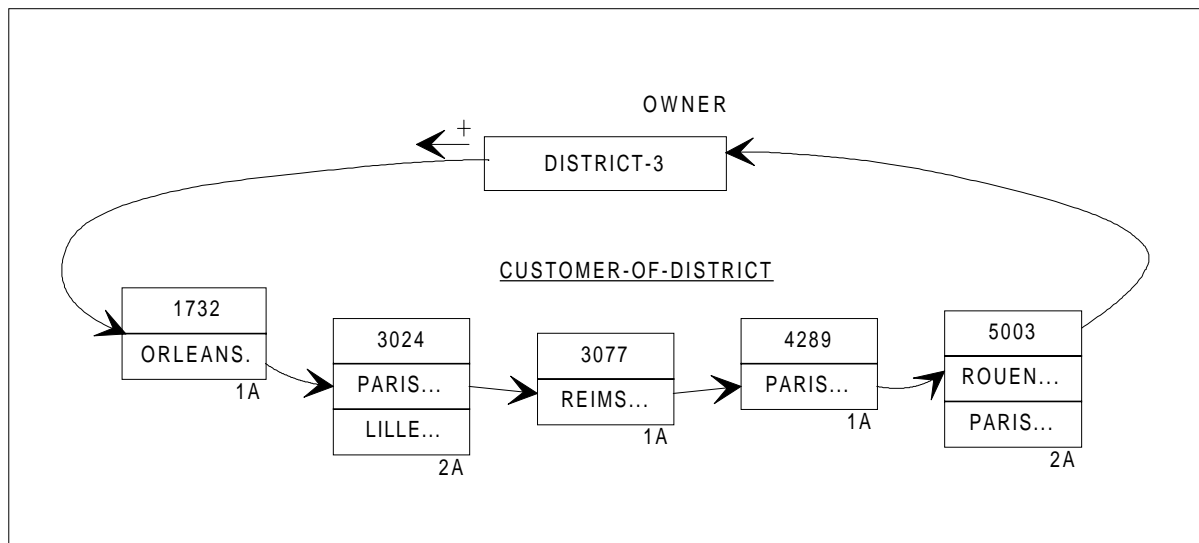 OWNER
+
DISTRICT-3
CUSTOMER-OF-DISTRICT
1732
ORLEANS.
1A
3024
PARIS...
LILLE...
2A
3077
REIMS...
1A
4289
PARIS...
1A
5003
ROUEN...
PARIS...
2A